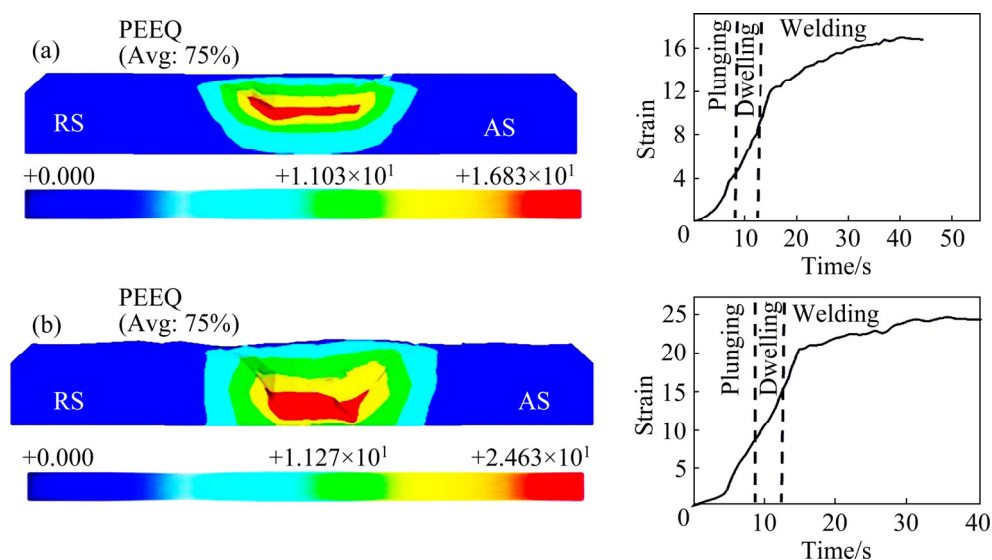 (a)
PEEQ
(Avg: 75%)
RS
AS
+0.000
+1.103×10¹
+1.683×10¹
Strain
16
12
8
4
0
Plunging
Dwelling
Welding
10
20
30
40
50
Time/s
(b)
PEEQ
(Avg: 75%)
RS
AS
+0.000
+1.127×10¹
+2.463×10¹
Strain
25
20
15
10
5
0
Plunging
Dwelling
Welding
10
20
30
40
Time/s